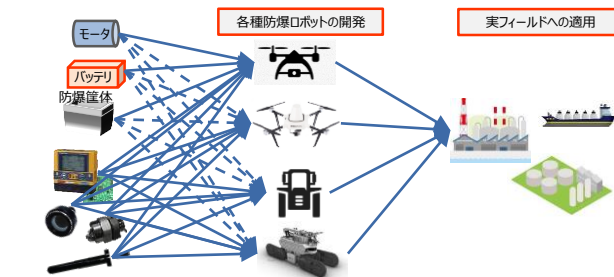 各種防爆ロボットの開発
実フィールドへの適用
モータ
バッテリ
防爆筐体